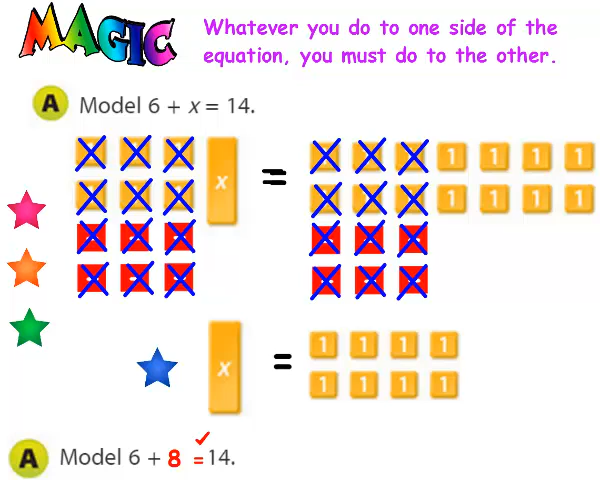 MAGIC
Whatever you do to one side of the
equation, you must do to the other.
A Model 6 + x = 14.
x = 1 1 1 1
1 1 1 1
x = 1 1 1 1
1 1 1 1
A Model 6 + 8 = 14.